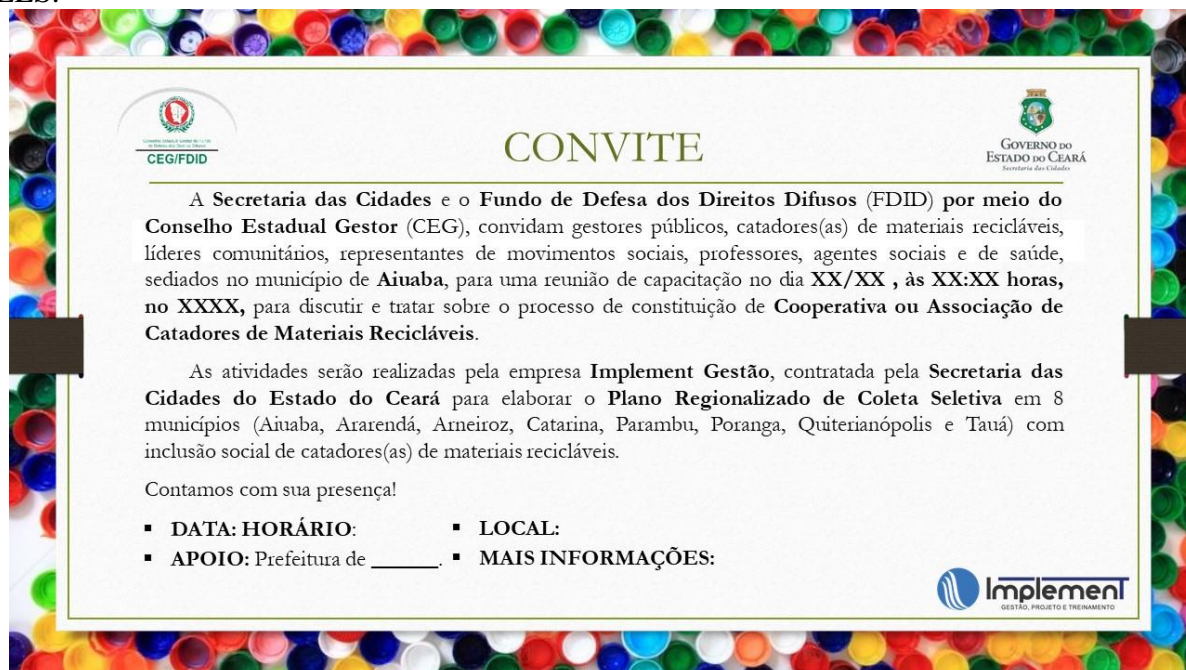 CEG/FDID
CONVITE
GOVERNO DO
ESTADO DO CEARÁ
Secretaria das Cidades
A Secretaria das Cidades e o Fundo de Defesa dos Direitos Difusos (FDID) por meio do
Conselho Estadual Gestor (CEG), convidam gestores públicos, catadores(as) de materiais recicláveis,
líderes comunitários, representantes de movimentos sociais, professores, agentes sociais e de saúde,
sediados no município de Aiuaba, para uma reunião de capacitação no dia XX/XX , às XX:XX horas,
no XXXX, para discutir e tratar sobre o processo de constituição de Cooperativa ou Associação de
Catadores de Materiais Recicláveis.
As atividades serão realizadas pela empresa Implement Gestão, contratada pela Secretaria das
Cidades do Estado do Ceará para elaborar o Plano Regionalizado de Coleta Seletiva em 8
municípios (Aiuaba, Ararendá, Arneiroz, Catarina, Parambu, Poranga, Quiterianópolis e Tauá) com
inclusão social de catadores(as) de materiais recicláveis.
Contamos com sua presença!
▪ DATA: HORÁRIO:
▪ LOCAL:
▪ APOIO: Prefeitura de ______.
▪ MAIS INFORMAÇÕES:
Implement
GESTÃO, PROJETO E TREINAMENTO